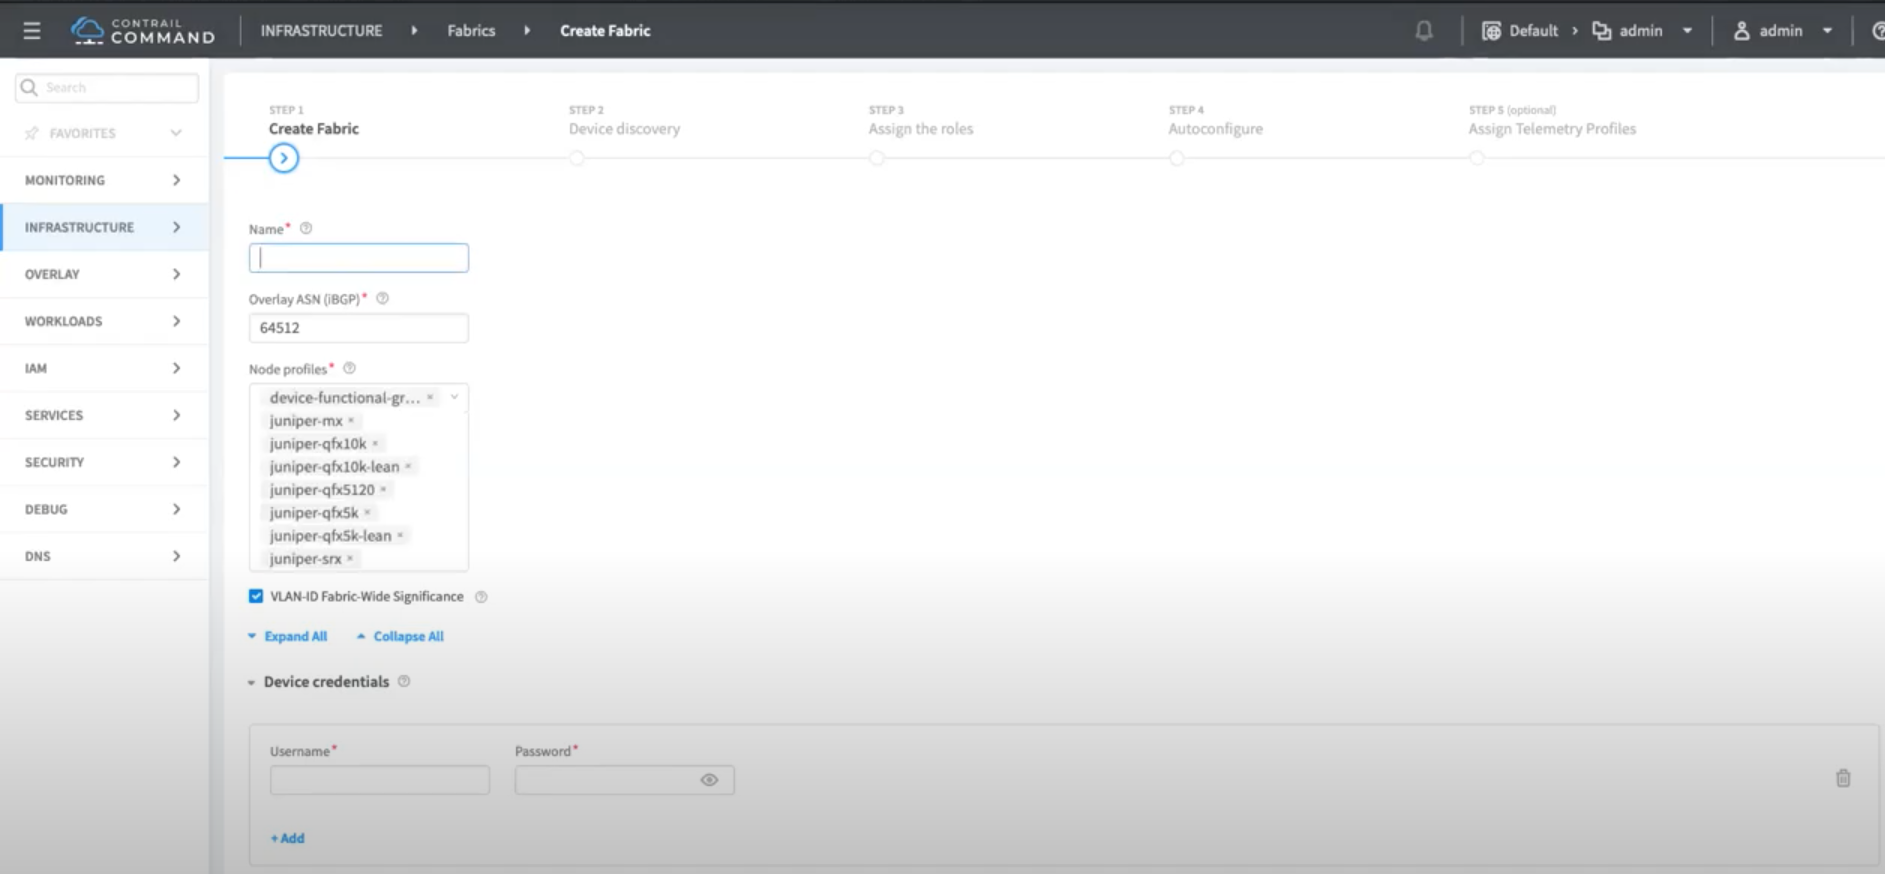 CONTRAIL
COMMAND
INFRASTRUCTURE
Fabrics
Create Fabric
Default
admin
admin
Search
FAVORITES
MONITORING
INFRASTRUCTURE
OVERLAY
WORKLOADS
IAM
SERVICES
SECURITY
DEBUG
DNS
STEP 1
Create Fabric
STEP 2
Device discovery
STEP 3
Assign the roles
STEP 4
Autoconfigure
STEP 5 (optional)
Assign Telemetry Profiles
Name*
Overlay ASN (iBGP)*
64512
Node profiles*
device-functional-gr...
juniper-mx
juniper-qfx10k
juniper-qfx10k-lean
juniper-qfx5120
juniper-qfx5k
juniper-qfx5k-lean
juniper-srx
VLAN-ID Fabric-Wide Significance
Expand All
Collapse All
Device credentials
Username*
Password*
+ Add